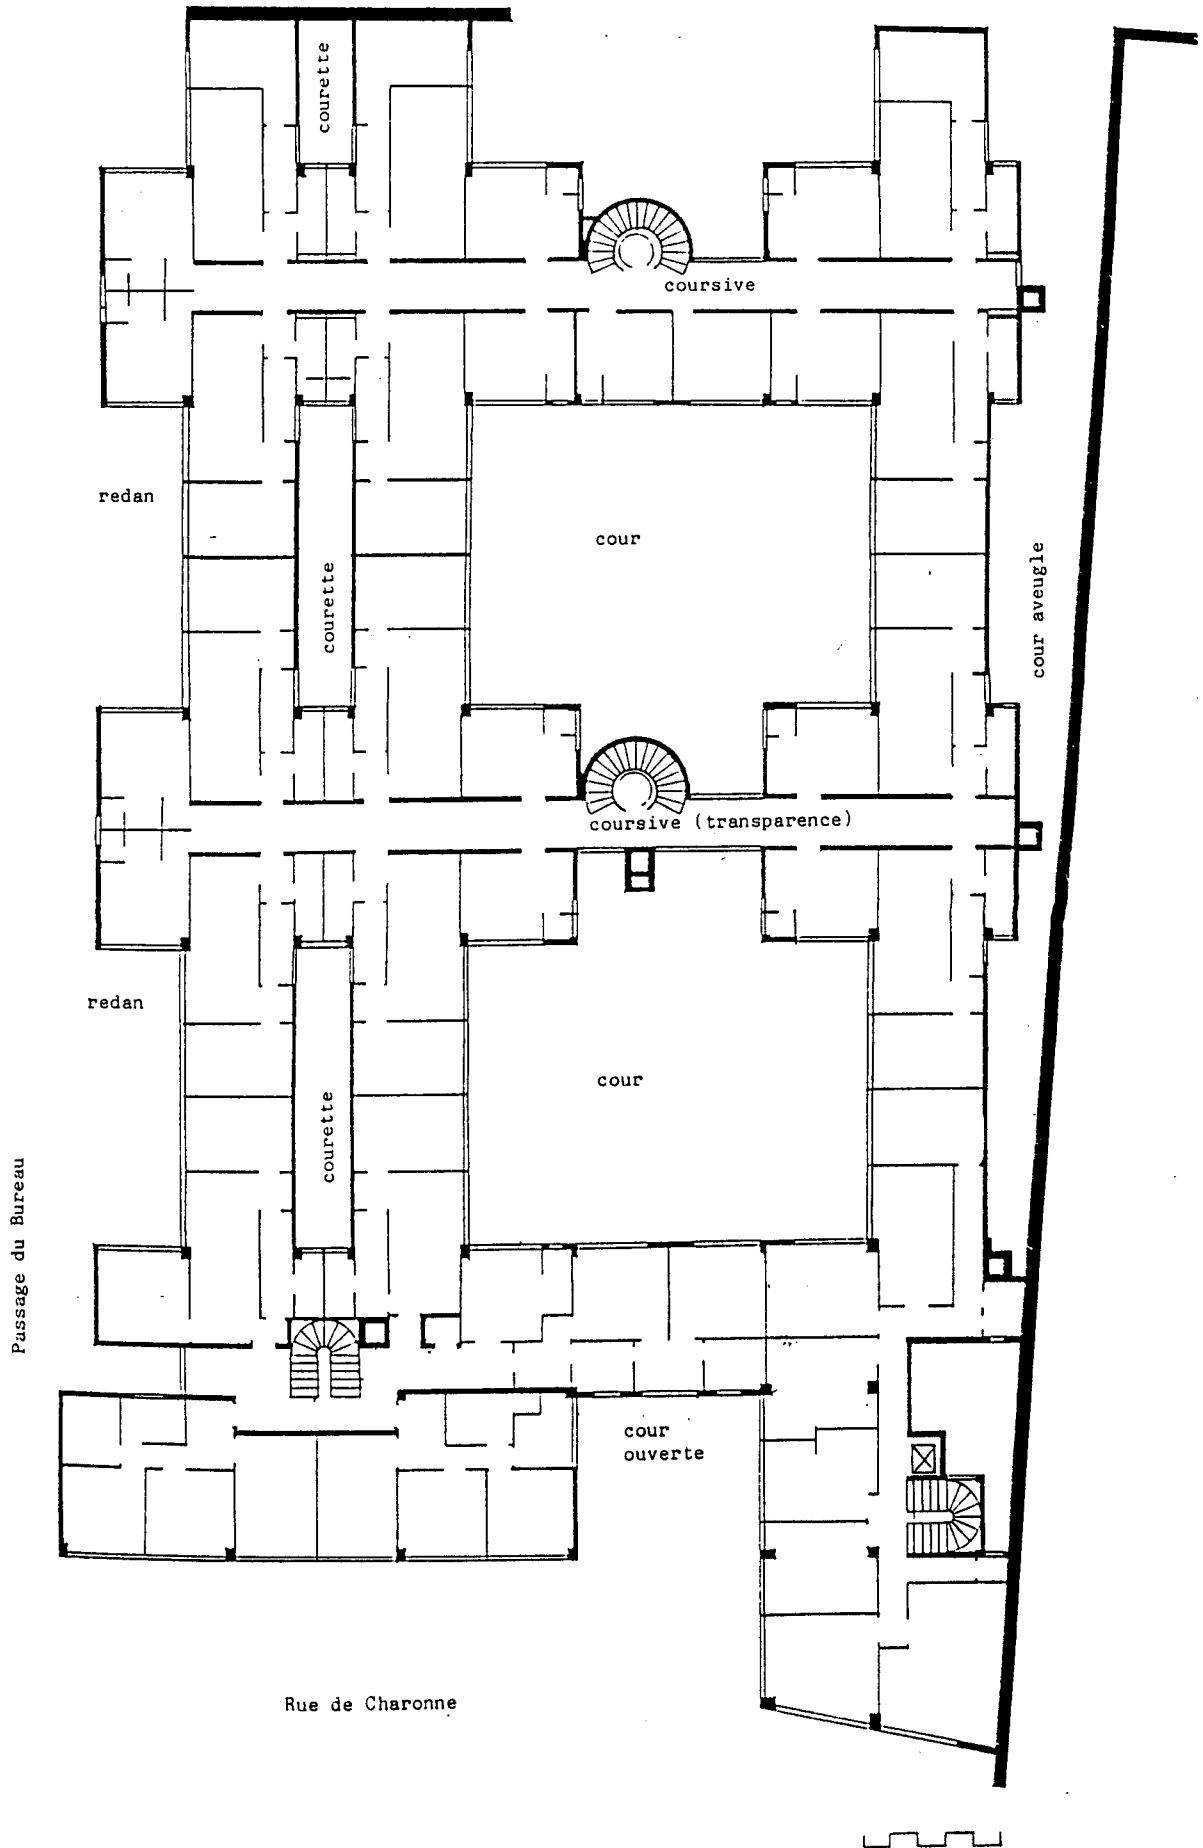 courette
coursive
redan
cour
courette
cour aveugle
coursive (transparence)
redan
cour
courette
Passage du Bureau
cour
ouverte
Rue de Charonne